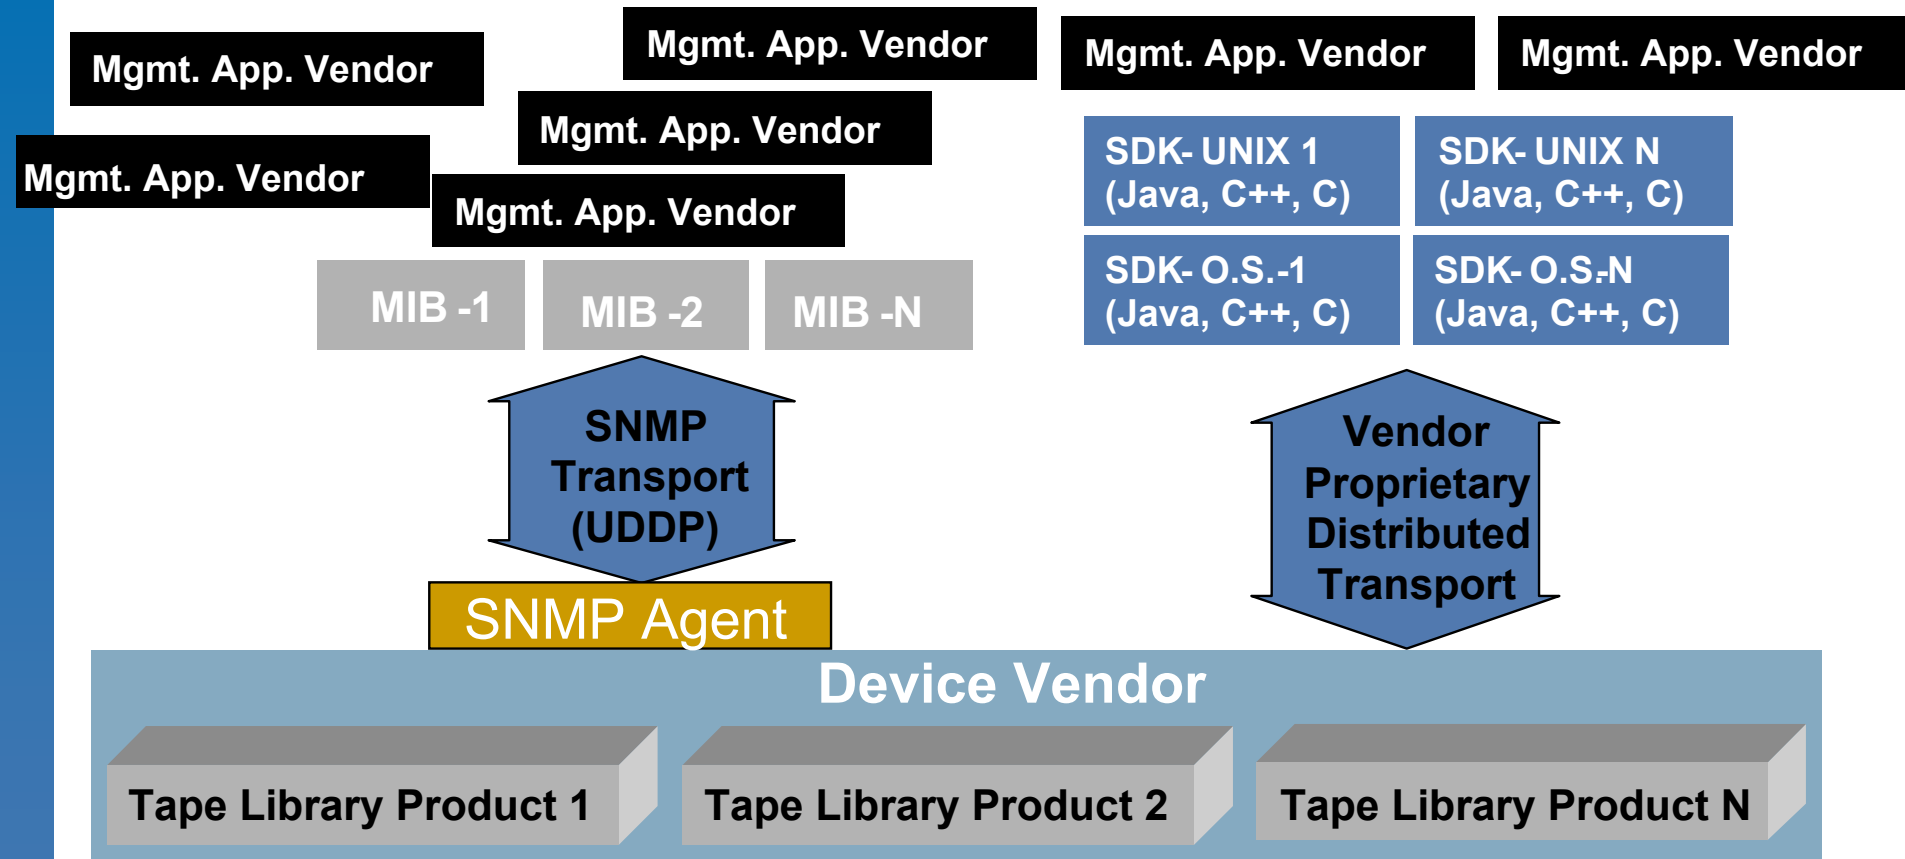 Mgmt. App. Vendor
Mgmt. App. Vendor
Mgmt. App. Vendor
Mgmt. App. Vendor
Mgmt. App. Vendor
Mgmt. App. Vendor
Mgmt. App. Vendor
SDK- UNIX 1
(Java, C++, C)
SDK- UNIX N
(Java, C++, C)
SDK- O.S.-1
(Java, C++, C)
SDK- O.S.-N
(Java, C++, C)
MIB -1
MIB -2
MIB -N
SNMP
Transport
(UDDP)
Vendor
Proprietary
Distributed
Transport
SNMP Agent
Device Vendor
Tape Library Product 1
Tape Library Product 2
Tape Library Product N